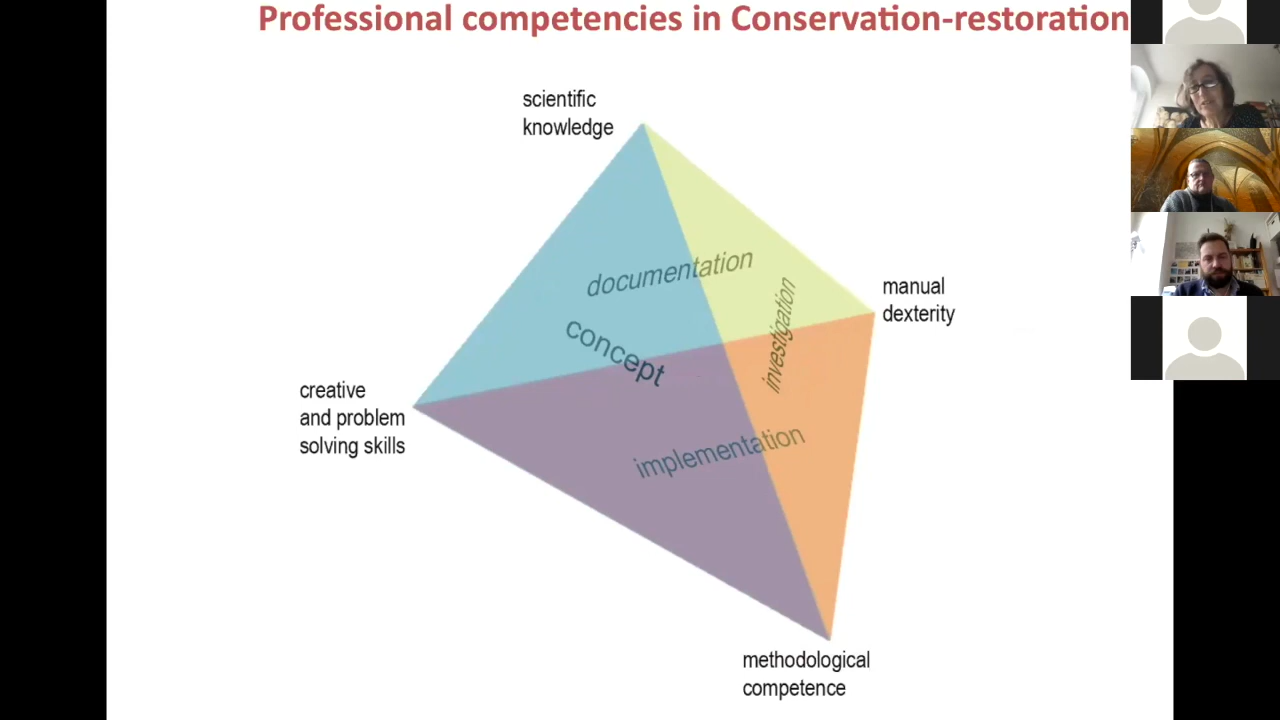 Professional competencies in Conservation-restoration
scientific
knowledge
documentation
investigation
manual
dexterity
concept
creative
and problem
solving skills
implementation
methodological
competence